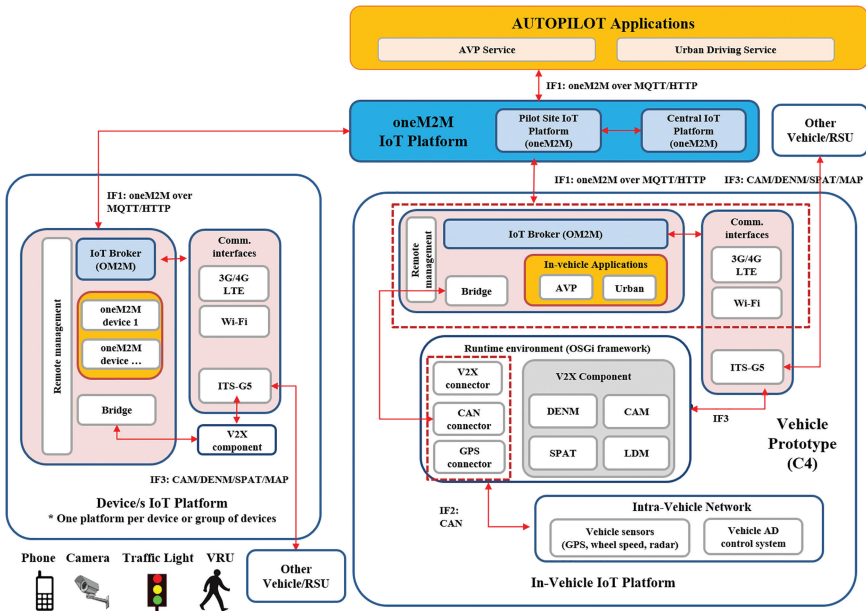 AUTOPILOT Applications
AVP Service
Urban Driving Service
IF1: oneM2M over MQTT/HTTP
oneM2M
IoT Platform
Pilot Site IoT
Platform
(oneM2M)
Central IoT
Platform
(oneM2M)
Other
Vehicle/RSU
IF1: oneM2M over MQTT/HTTP
IF3: CAM/DENM/SPAT/MAP
IF1: oneM2M over
MQTT/HTTP
Remote management
IoT Broker
(OM2M)
oneM2M
device 1
oneM2M
device ...
Bridge
Comm.
interfaces
3G/4G
LTE
Wi-Fi
ITS-G5
V2X
component
IF3: CAM/DENM/SPAT/MAP
Device/s IoT Platform
* One platform per device or group of devices
Phone
Camera
Traffic Light
VRU
Other
Vehicle/RSU
Remote
management
IoT Broker (OM2M)
Bridge
In-vehicle Applications
AVP
Urban
Comm.
interfaces
3G/4G
LTE
Wi-Fi
ITS-G5
Runtime environment (OSGi framework)
V2X
connector
CAN
connector
GPS
connector
V2X Component
DENM
CAM
SPAT
LDM
IF3
Vehicle
Prototype
(C4)
IF2:
CAN
Intra-Vehicle Network
Vehicle sensors
(GPS, wheel speed, radar)
Vehicle AD
control system
In-Vehicle IoT Platform